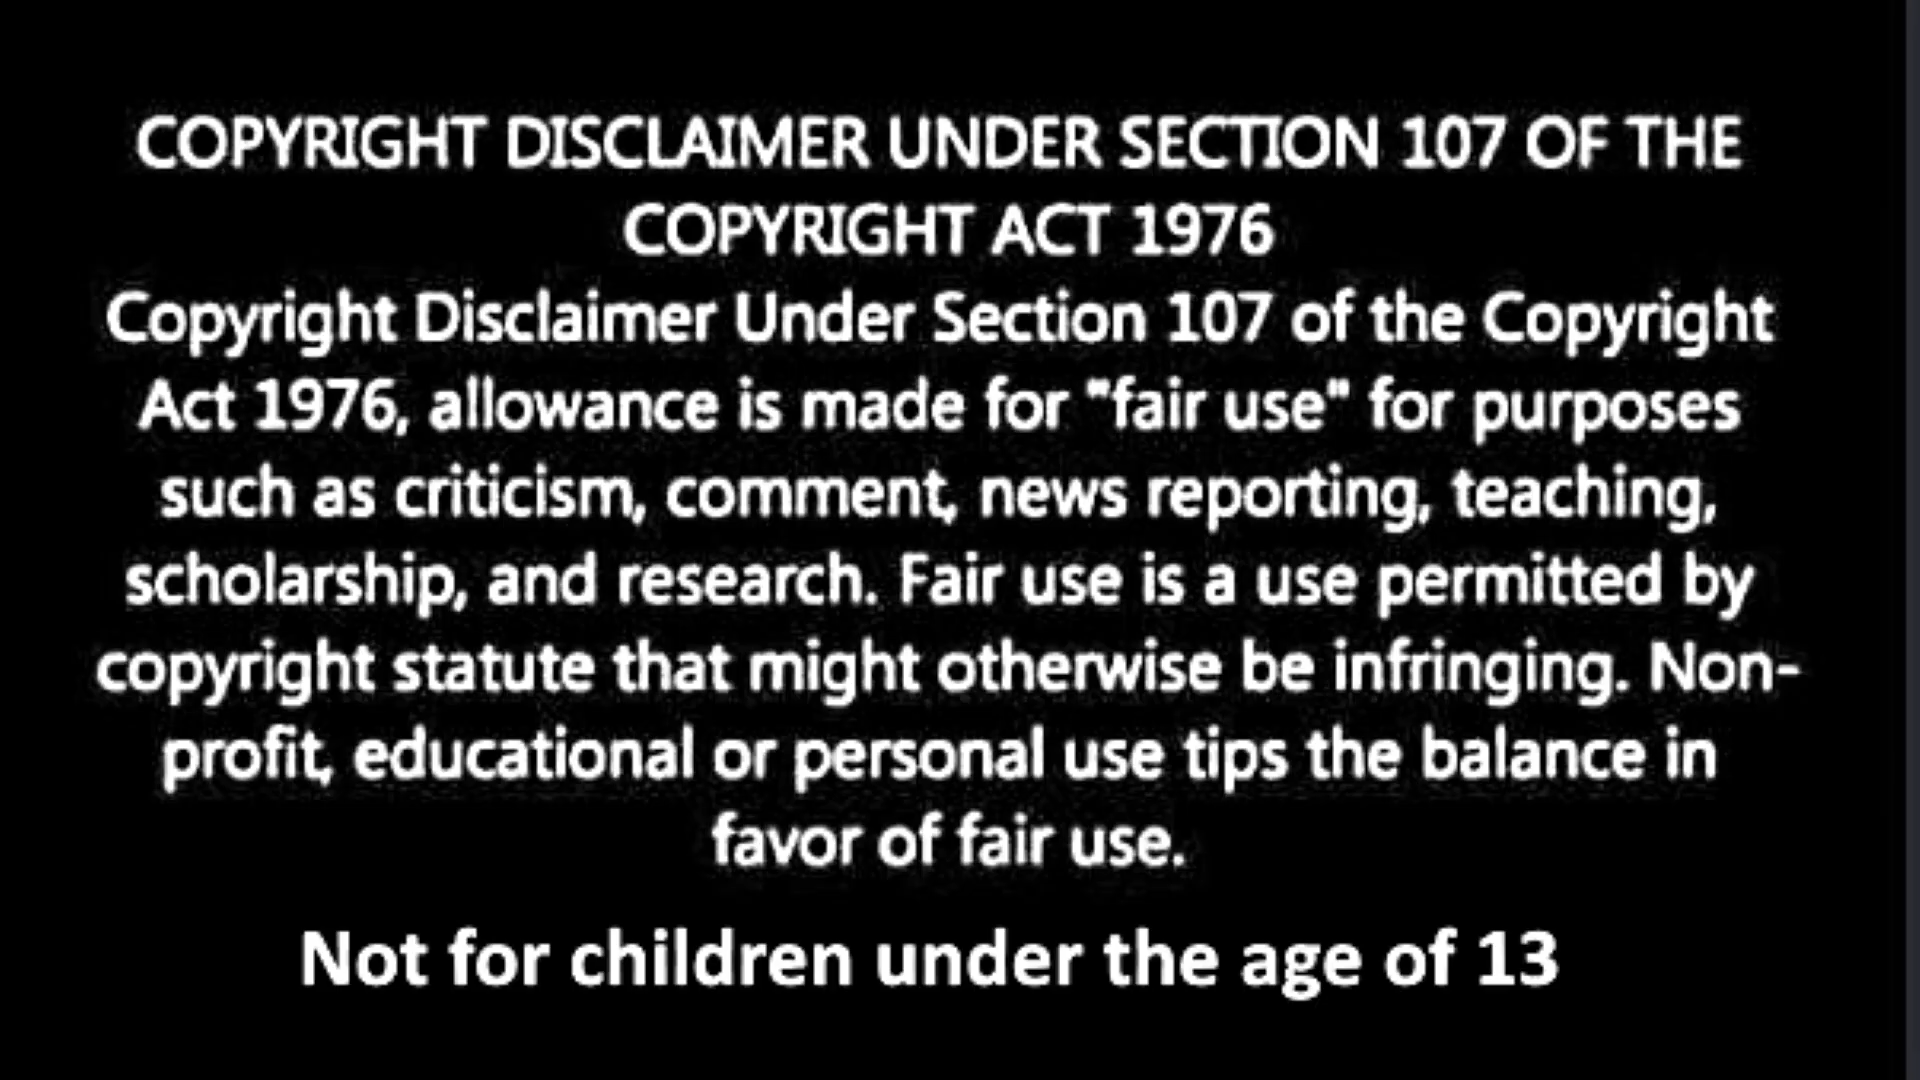 COPYRIGHT DISCLAIMER UNDER SECTION 107 OF THE
COPYRIGHT ACT 1976
Copyright Disclaimer Under Section 107 of the Copyright
Act 1976, allowance is made for "fair use" for purposes
such as criticism, comment, news reporting, teaching,
scholarship, and research. Fair use is a use permitted by
copyright statute that might otherwise be infringing. Non-
profit, educational or personal use tips the balance in
favor of fair use.
Not for children under the age of 13